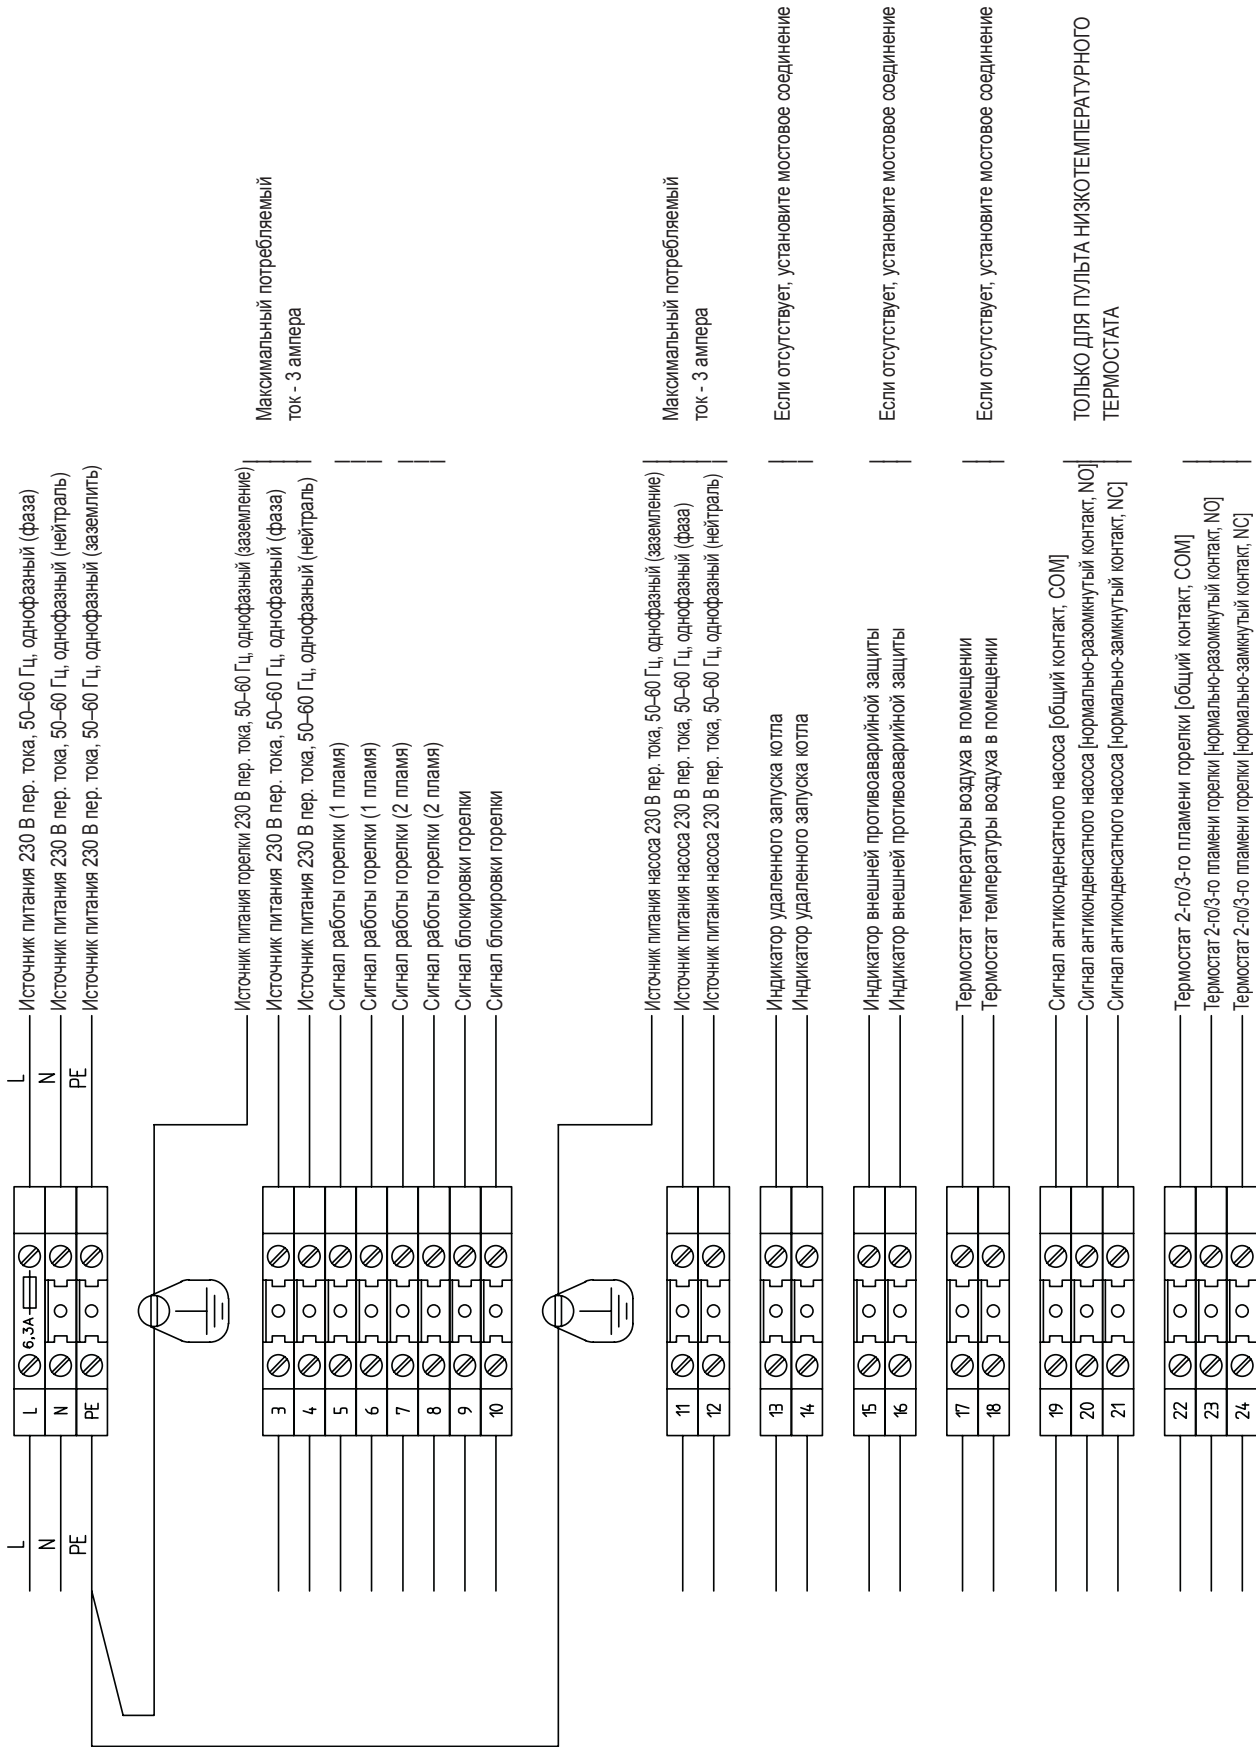 L
N
PE
L
6,3A
L
Источник питания 230 В пер. тока, 50–60 Гц, однофазный (фаза)
N
N
Источник питания 230 В пер. тока, 50–60 Гц, однофазный (нейтраль)
PE
PE
Источник питания 230 В пер. тока, 50–60 Гц, однофазный (заземлить)
Источник питания горелки 230 В пер. тока, 50–60 Гц, однофазный (заземление)
3
Источник питания 230 В пер. тока, 50–60 Гц, однофазный (фаза)
4
Источник питания 230 В пер. тока, 50–60 Гц, однофазный (нейтраль)
Максимальный потребляемый
ток - 3 ампера
5
Сигнал работы горелки (1 пламя)
6
Сигнал работы горелки (1 пламя)
7
Сигнал работы горелки (2 пламя)
8
Сигнал работы горелки (2 пламя)
9
Сигнал блокировки горелки
10
Сигнал блокировки горелки
Источник питания насоса 230 В пер. тока, 50–60 Гц, однофазный (заземление)
11
Источник питания насоса 230 В пер. тока, 50–60 Гц, однофазный (фаза)
12
Источник питания насоса 230 В пер. тока, 50–60 Гц, однофазный (нейтраль)
Максимальный потребляемый
ток - 3 ампера
13
Индикатор удаленного запуска котла
14
Индикатор удаленного запуска котла
Если отсутствует, установите мостовое соединение
15
Индикатор внешней противоаварийной защиты
16
Индикатор внешней противоаварийной защиты
Если отсутствует, установите мостовое соединение
17
Термостат температуры воздуха в помещении
18
Термостат температуры воздуха в помещении
Если отсутствует, установите мостовое соединение
19
Сигнал антиконденсатного насоса [общий контакт, COM]
20
Сигнал антиконденсатного насоса [нормально-разомкнутый контакт, NO]
21
Сигнал антиконденсатного насоса [нормально-замкнутый контакт, NC]
ТОЛЬКО ДЛЯ ПУЛЬТА НИЗКОТЕМПЕРАТУРНОГО
ТЕРМОСТАТА
22
Термостат 2-го/3-го пламени горелки [общий контакт, COM]
23
Термостат 2-го/3-го пламени горелки [нормально-разомкнутый контакт, NO]
24
Термостат 2-го/3-го пламени горелки [нормально-замкнутый контакт, NC]